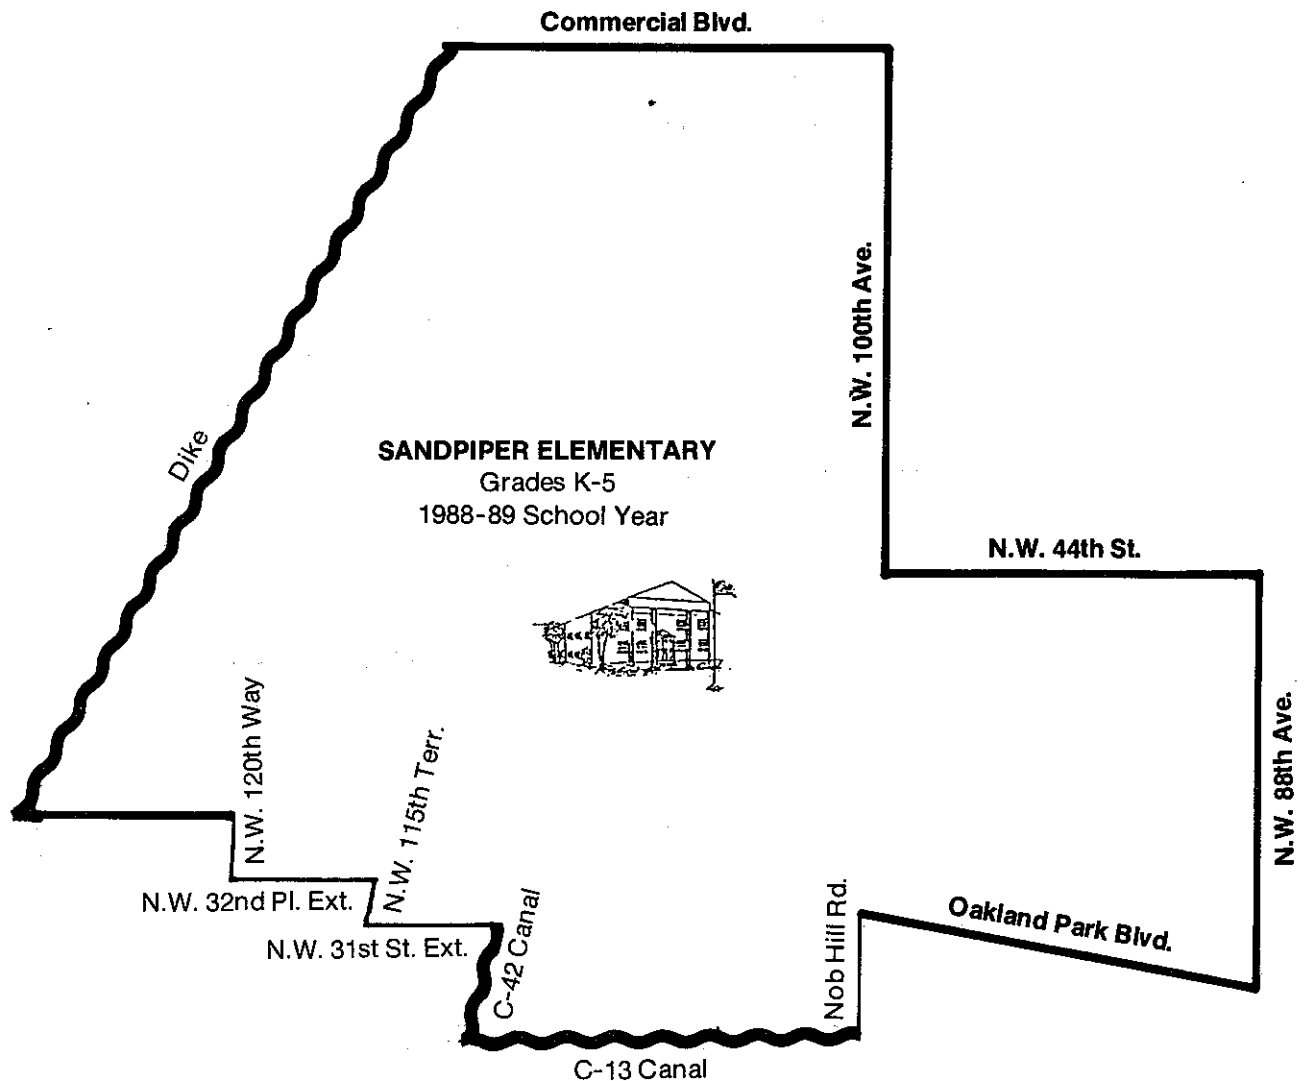 Commercial Blvd.
N.W. 100th Ave.
Dike
SANDPIPER ELEMENTARY
Grades K-5
1988-89 School Year
N.W. 44th St.
N.W. 88th Ave.
N.W. 120th Way
N.W. 115th Terr.
N.W. 32nd Pl. Ext.
N.W. 31st St. Ext.
C-42 Canal
Nob Hill Rd.
Oakland Park Blvd.
C-13 Canal